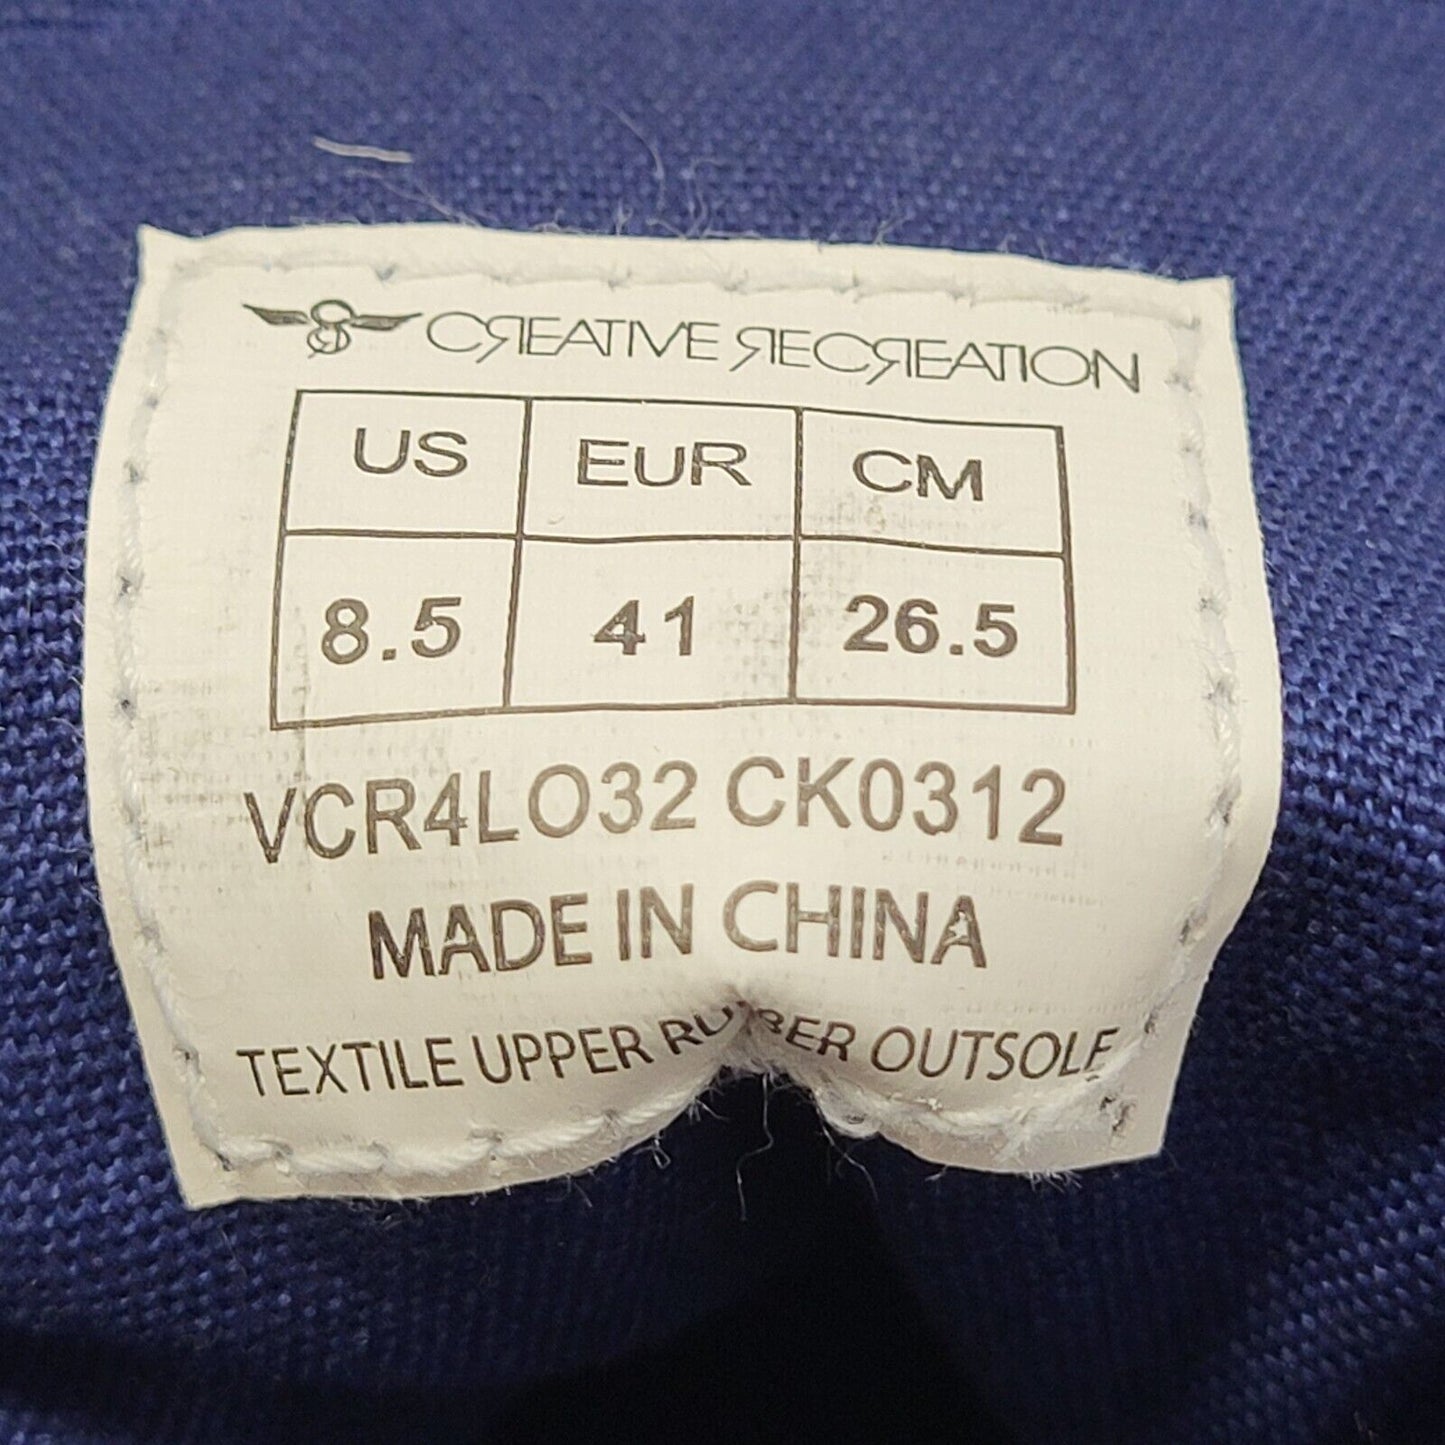 CREATIVE RECREATION
US EUR CM
8.5 41 26.5
VCR4LO32 CK0312
MADE IN CHINA
TEXTILE UPPER RUBBER OUTSOLE